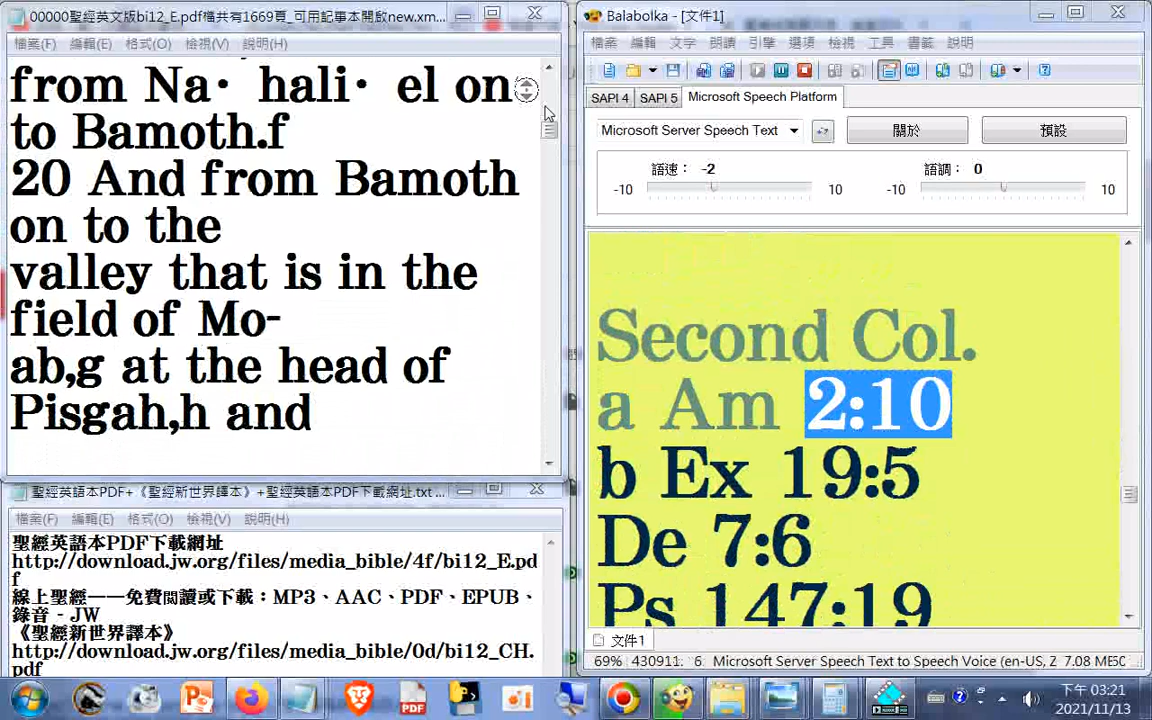 00000聖經英文版bi12_E.pdf檔共有1669頁_可用記事本開啟new.xm...
檔案(F) 編輯(E) 格式(O) 檢視(V) 說明(H)
from Na· hali· el on
to Bamoth.f
20 And from Bamoth
on to the
valley that is in the
field of Mo-
ab,g at the head of
Pisgah,h and
聖經英語本PDF+《聖經新世界譯本》+聖經英語本PDF下載網址.txt ...
檔案(F) 編輯(E) 格式(O) 檢視(V) 說明(H)
聖經英語本PDF下載網址
http://download.jw.org/files/media_bible/4f/bi12_E.pd
f
線上聖經——免費閱讀或下載：MP3、AAC、PDF、EPUB、
錄音 - JW
《聖經新世界譯本》
http://download.jw.org/files/media_bible/0d/bi12_CH.
pdf
Balabolka - [文件1]
檔案 編輯 文字 朗讀 引擎 選項 檢視 工具 書籤 說明
SAPI 4 SAPI 5 Microsoft Speech Platform
Microsoft Server Speech Text 關於 預設
語速： -2 語調： 0
-10 10 -10 10
Second Col.
a Am 2:10
b Ex 19:5
De 7:6
Ps 147:19
文件1
69% 430911: 6. Microsoft Server Speech Text to Speech Voice (en-US, Z 7.08 ME5C
下午 03:21
2021/11/13